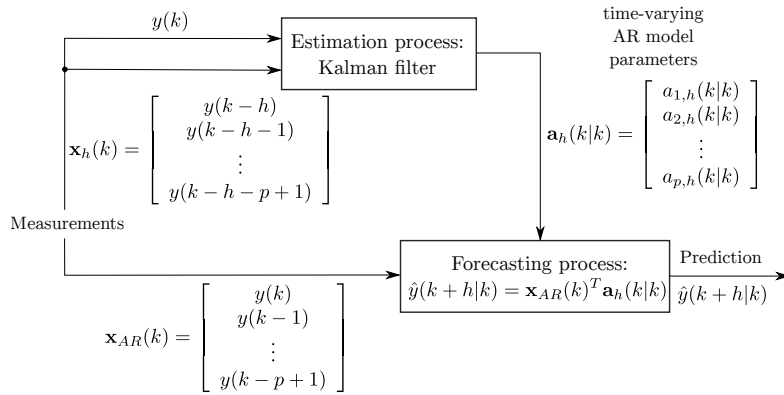 y(k)
Estimation process:
Kalman filter
time-varying
AR model
parameters
x_h(k) = [ y(k − h)
y(k − h − 1)
⋮
y(k − h − p + 1) ]
a_h(k|k) = [ a_{1,h}(k|k)
a_{2,h}(k|k)
⋮
a_{p,h}(k|k) ]
Measurements
Forecasting process:
ŷ(k + h|k) = x_{AR}(k)^T a_h(k|k)
Prediction
ŷ(k + h|k)
x_{AR}(k) = [ y(k)
y(k − 1)
⋮
y(k − p + 1) ]